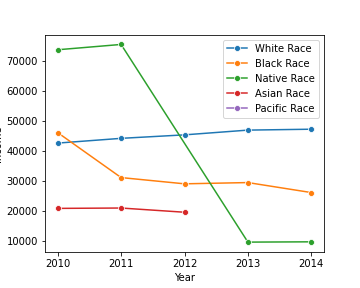 70000
60000
50000
40000
30000
20000
10000
White Race
Black Race
Native Race
Asian Race
Pacific Race
2010 2011 2012 2013 2014
Year